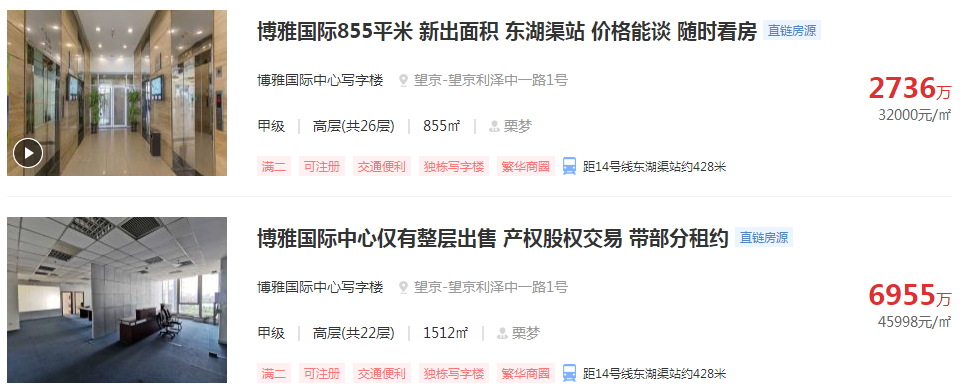 博雅国际855平米 新出面积 东湖渠站 价格能谈 随时看房 直链房源
博雅国际中心写字楼 望京-望京利泽中一路1号
2736万
32000元/㎡
甲级 | 高层(共26层) | 855㎡ | 栗梦
满二 可注册 交通便利 独栋写字楼 繁华商圈 距14号线东湖渠站约428米
博雅国际中心仅有整层出售 产权股权交易 带部分租约 直链房源
博雅国际中心写字楼 望京-望京利泽中一路1号
6955万
45998元/㎡
甲级 | 高层(共22层) | 1512㎡ | 栗梦
满二 可注册 交通便利 独栋写字楼 繁华商圈 距14号线东湖渠站约428米